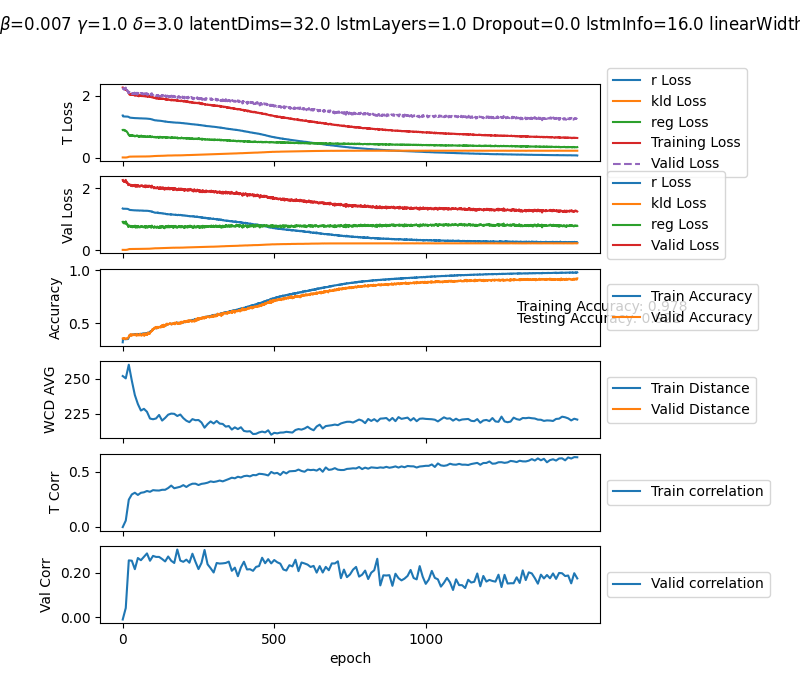 β=0.007 γ=1.0 δ=3.0 latentDims=32.0 lstmLayers=1.0 Dropout=0.0 lstmInfo=16.0 linearWidth
T Loss
2
0
r Loss
kld Loss
reg Loss
Training Loss
Valid Loss
Val Loss
2
0
r Loss
kld Loss
reg Loss
Valid Loss
Accuracy
1.0
0.5
Training Accuracy: 0.978
Testing Accuracy:
Train Accuracy
Valid Accuracy
WCD AVG
250
225
Train Distance
Valid Distance
T Corr
0.5
0.0
Train correlation
Val Corr
0.20
0.00
Valid correlation
0 500 1000
epoch